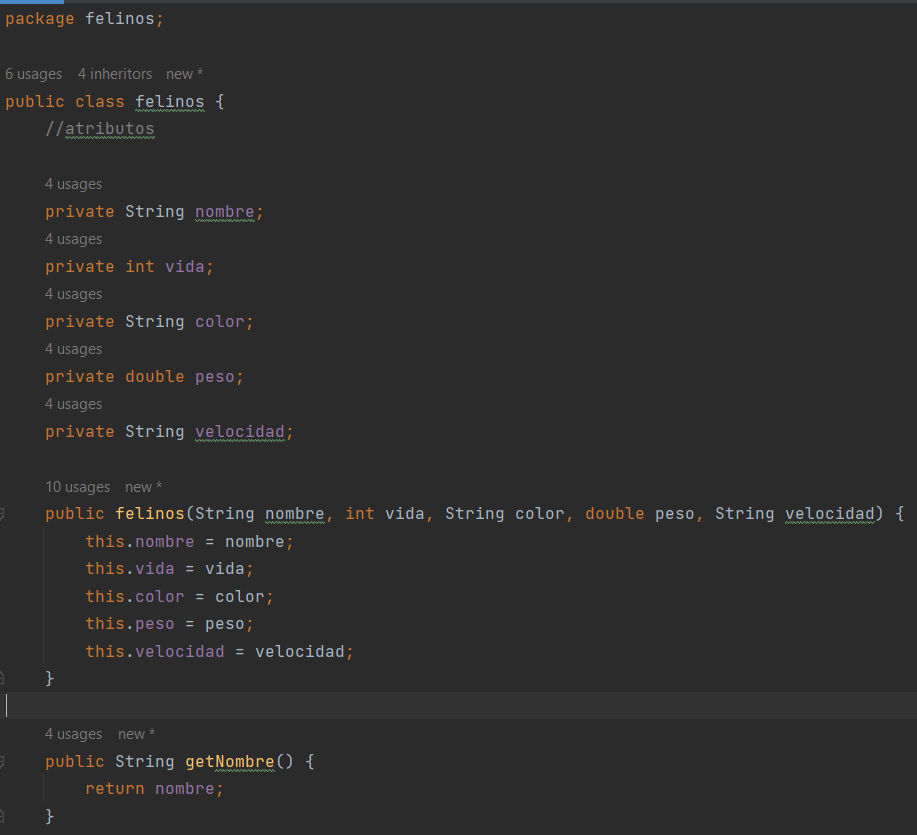 package felinos;
6 usages   4 inheritors   new *
public class felinos {
    //atributos
    4 usages
    private String nombre;
    4 usages
    private int vida;
    4 usages
    private String color;
    4 usages
    private double peso;
    4 usages
    private String velocidad;
    10 usages   new *
    public felinos(String nombre, int vida, String color, double peso, String velocidad) {
        this.nombre = nombre;
        this.vida = vida;
        this.color = color;
        this.peso = peso;
        this.velocidad = velocidad;
    }
    4 usages   new *
    public String getNombre() {
        return nombre;
    }